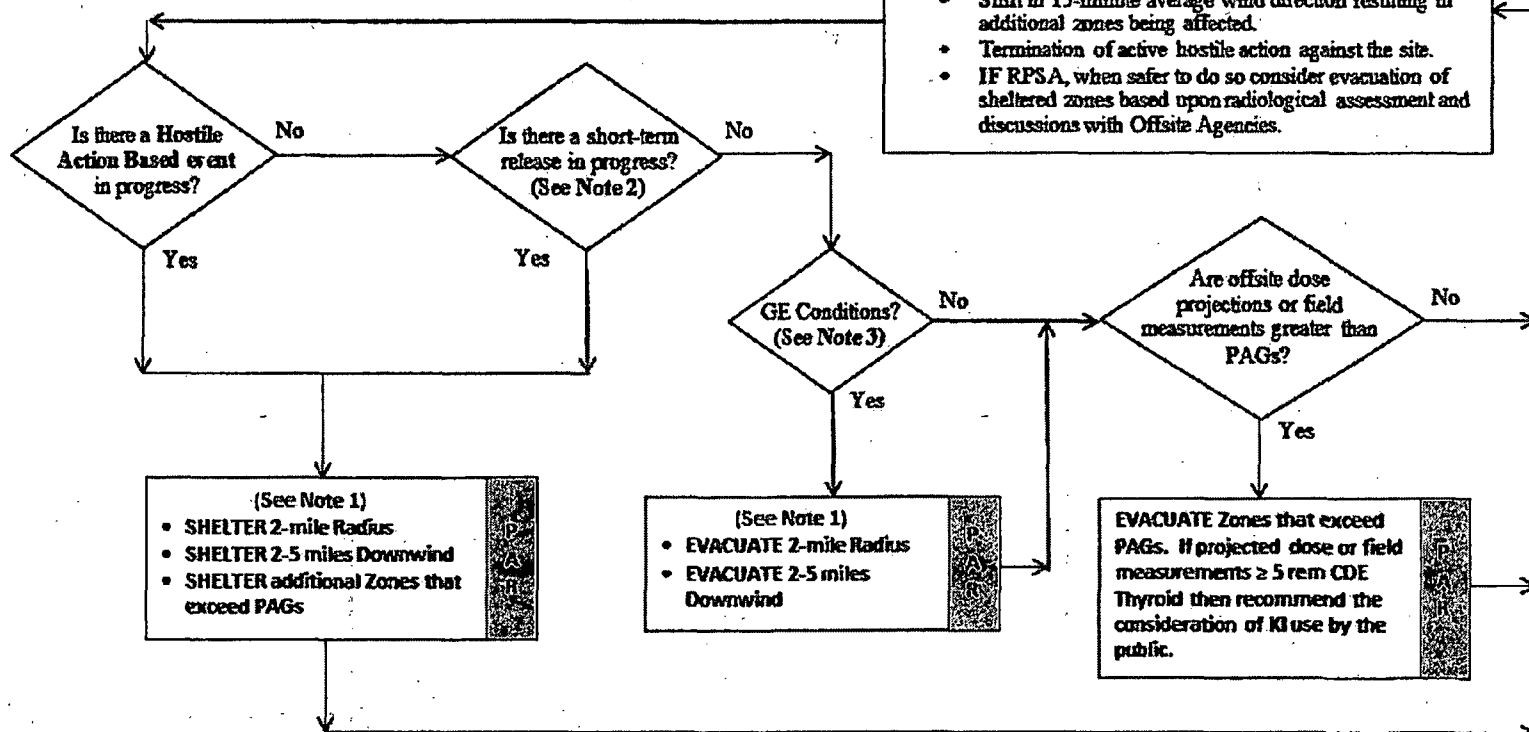 additional zones being affected.
• Termination of active hostile action against the site.
• IF RPSA, when safer to do so consider evacuation of
sheltered zones based upon radiological assessment and
discussions with Offsite Agencies.
Is there a Hostile
Action Based event
in progress?
No
Yes
Is there a short-term
release in progress?
(See Note 2)
No
Yes
GE Conditions?
(See Note 3)
No
Yes
Are offsite dose
projections or field
measurements greater than
PAGs?
No
Yes
(See Note 1)
• SHELTER 2-mile Radius
• SHELTER 2-5 miles Downwind
• SHELTER additional Zones that
exceed PAGs
P
A
R
(See Note 1)
• EVACUATE 2-mile Radius
• EVACUATE 2-5 miles
Downwind
P
A
R
EVACUATE Zones that exceed
PAGs. If projected dose or field
measurements ≥ 5 rem CDE
Thyroid then recommend the
consideration of KI use by the
public.
P
A
R